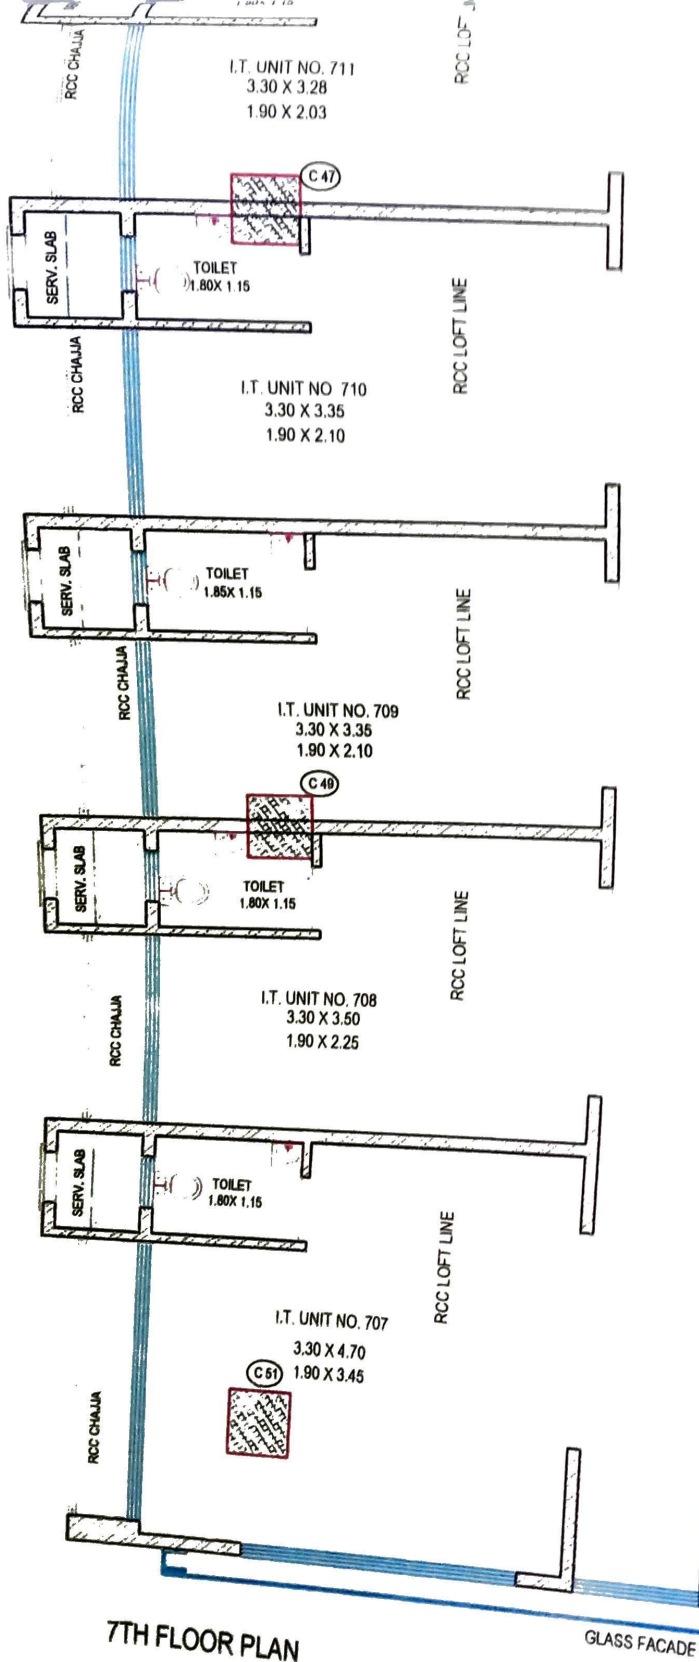 RCC CHAJJA
I.T. UNIT NO. 711
3.30 X 3.28
1.90 X 2.03
C 47
SERV. SLAB
TOILET
1.80X 1.15
RCC LOFT LINE
RCC CHAJJA
I.T. UNIT NO 710
3.30 X 3.35
1.90 X 2.10
SERV. SLAB
TOILET
1.85X 1.15
RCC LOFT LINE
RCC CHAJJA
I.T. UNIT NO. 709
3.30 X 3.35
1.90 X 2.10
C 49
SERV. SLAB
TOILET
1.80X 1.15
RCC LOFT LINE
RCC CHAJJA
I.T. UNIT NO. 708
3.30 X 3.50
1.90 X 2.25
SERV. SLAB
TOILET
1.80X 1.15
RCC LOFT LINE
I.T. UNIT NO. 707
3.30 X 4.70
1.90 X 3.45
C 51
RCC CHAJJA
7TH FLOOR PLAN
GLASS FACADE